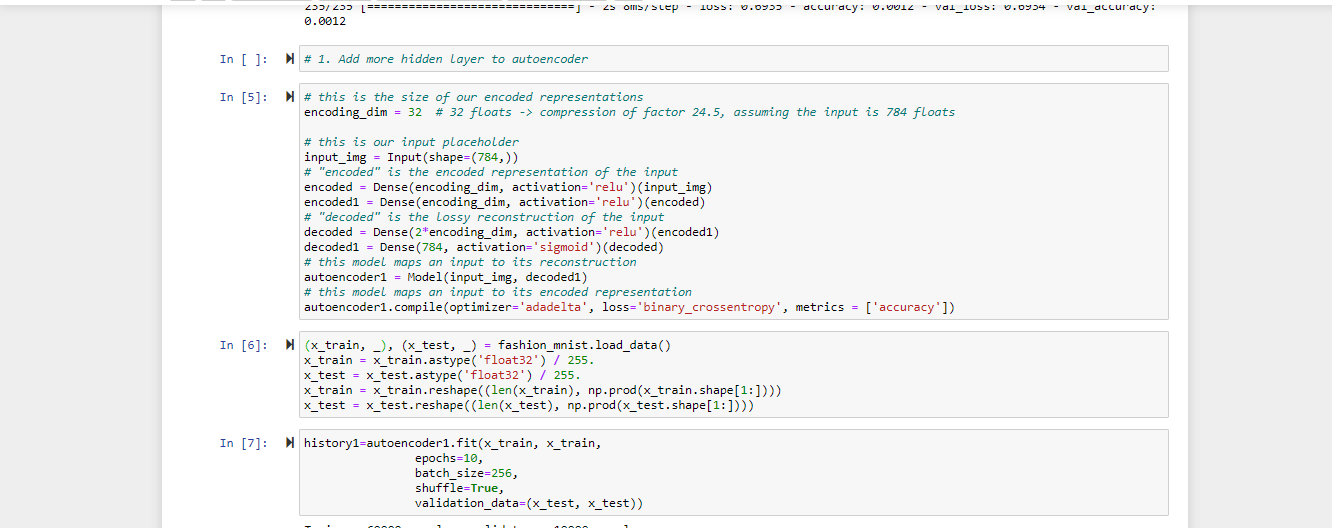 235/235 [==============================] - 2s 8ms/step - loss: 0.6935 - accuracy: 0.0012 - val_loss: 0.6934 - val_accuracy:
0.0012
In [ ]: # 1. Add more hidden layer to autoencoder
In [5]: # this is the size of our encoded representations
encoding_dim = 32  # 32 floats -> compression of factor 24.5, assuming the input is 784 floats
# this is our input placeholder
input_img = Input(shape=(784,))
# "encoded" is the encoded representation of the input
encoded = Dense(encoding_dim, activation='relu')(input_img)
encoded1 = Dense(encoding_dim, activation='relu')(encoded)
# "decoded" is the lossy reconstruction of the input
decoded = Dense(2*encoding_dim, activation='relu')(encoded1)
decoded1 = Dense(784, activation='sigmoid')(decoded)
# this model maps an input to its reconstruction
autoencoder1 = Model(input_img, decoded1)
# this model maps an input to its encoded representation
autoencoder1.compile(optimizer='adadelta', loss='binary_crossentropy', metrics = ['accuracy'])
In [6]: (x_train, _), (x_test, _) = fashion_mnist.load_data()
x_train = x_train.astype('float32') / 255.
x_test = x_test.astype('float32') / 255.
x_train = x_train.reshape((len(x_train), np.prod(x_train.shape[1:])))
x_test = x_test.reshape((len(x_test), np.prod(x_test.shape[1:])))
In [7]: history1=autoencoder1.fit(x_train, x_train,
epochs=10,
batch_size=256,
shuffle=True,
validation_data=(x_test, x_test))